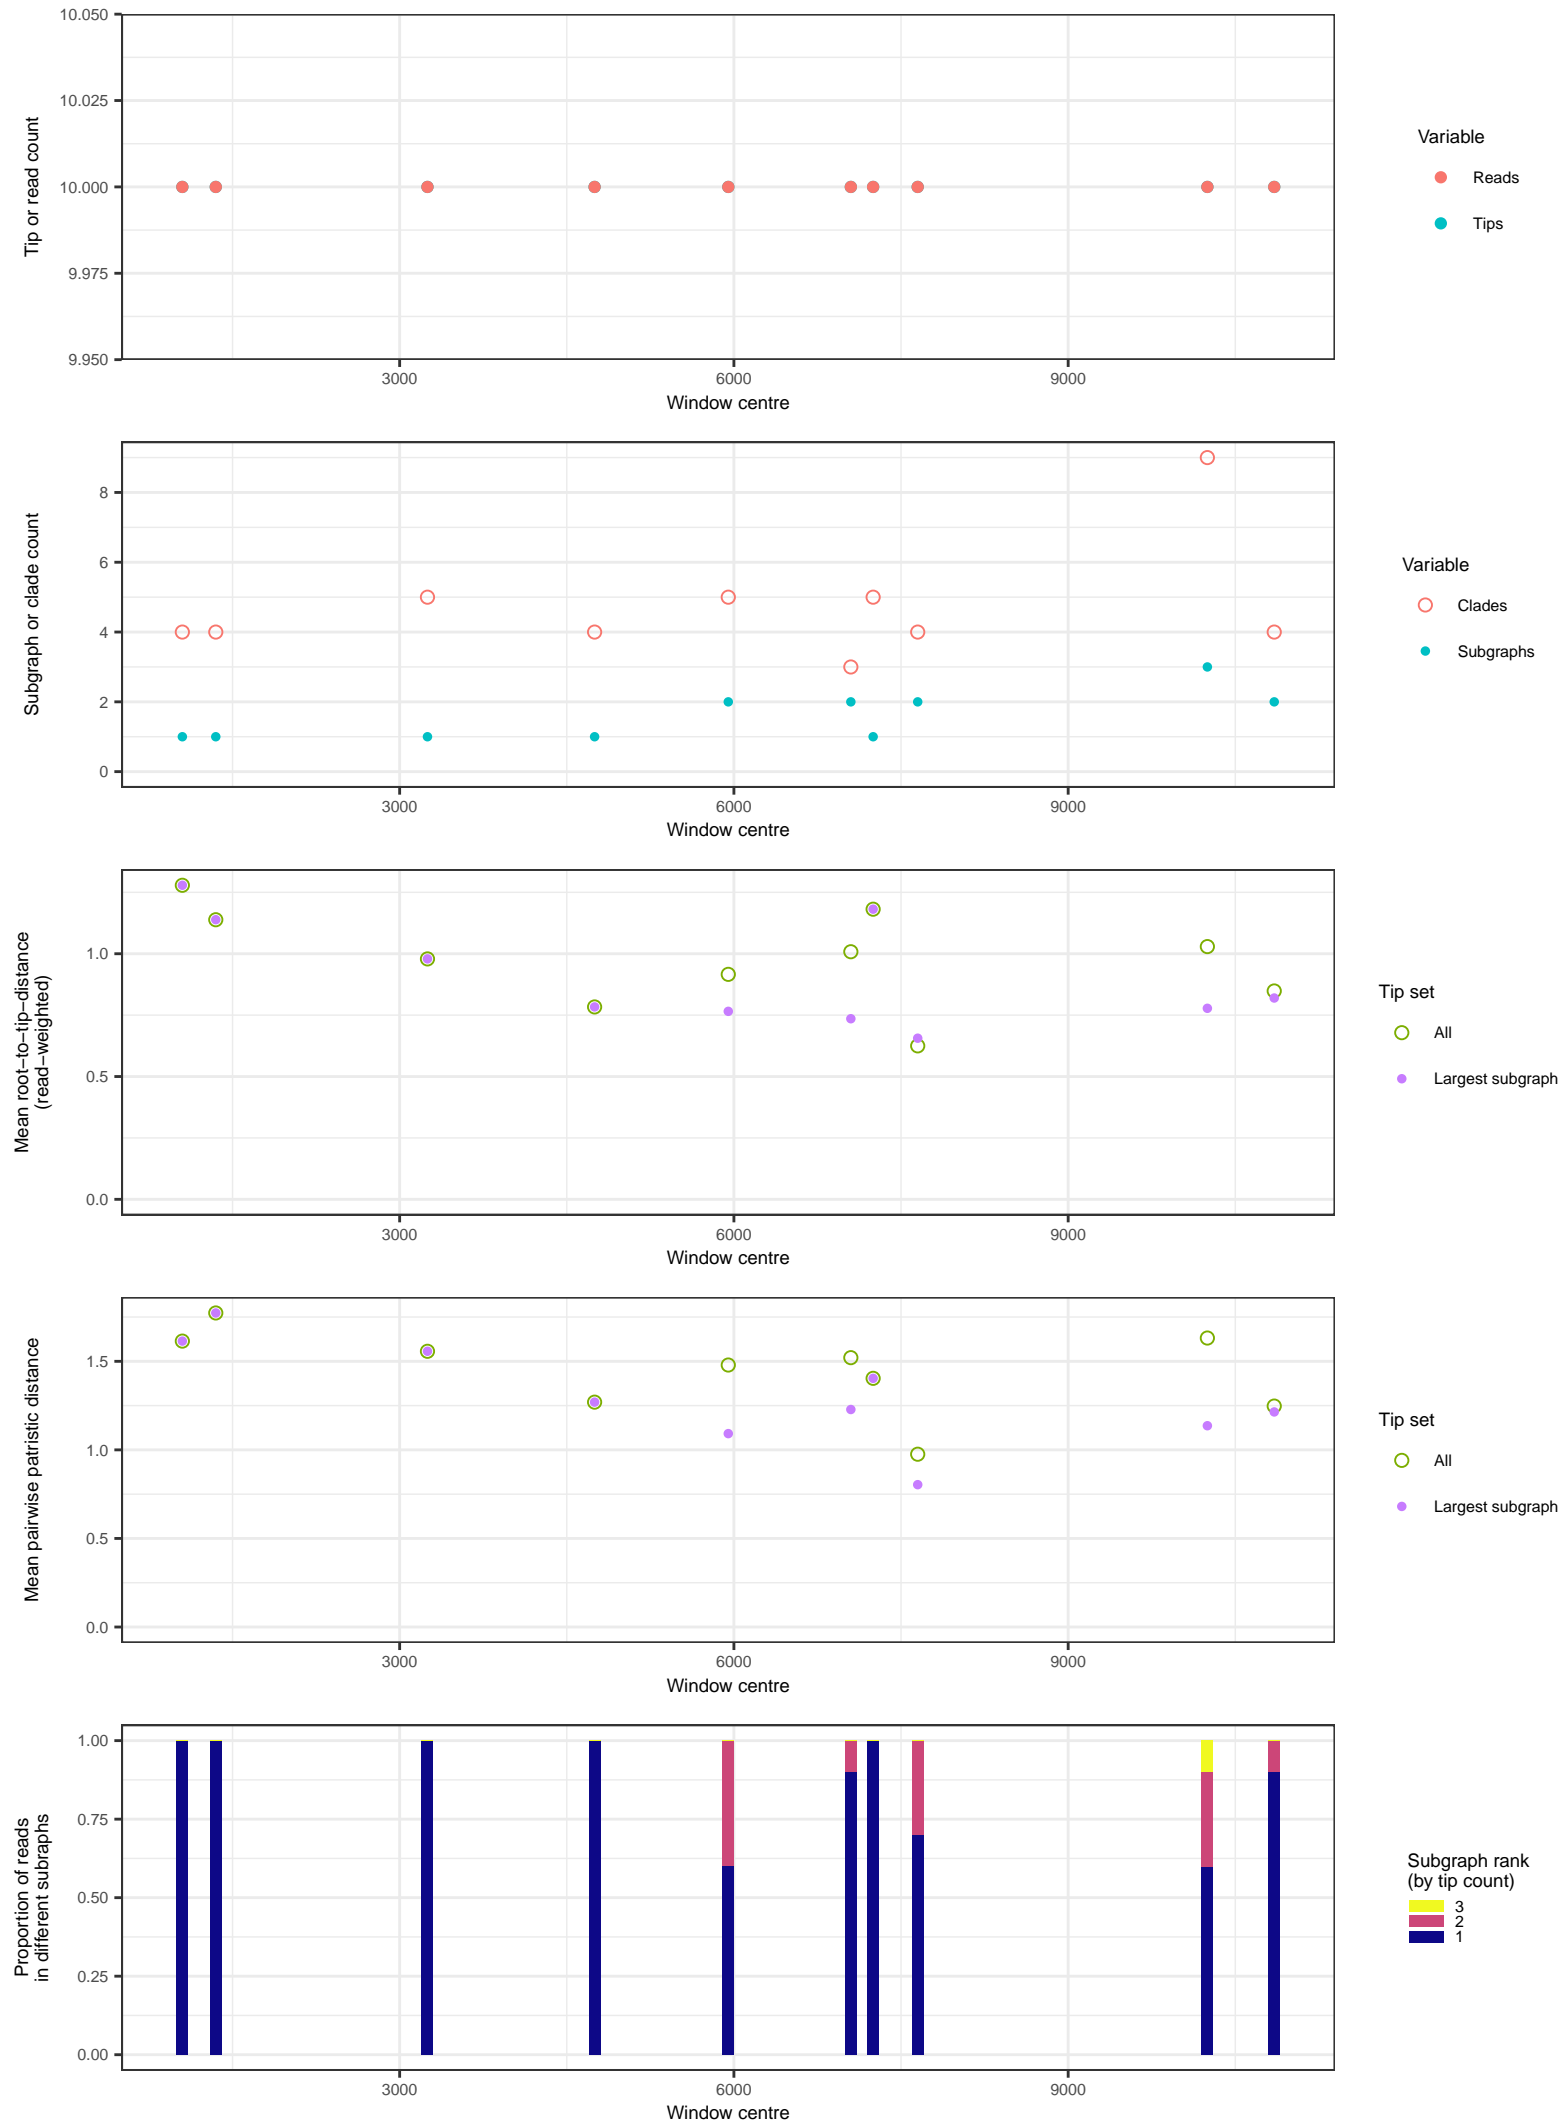 10.050
10.025
10.000
9.975
9.950
Tip or read count
3000 6000 9000
Window centre
Variable
Reads
Tips
8
6
4
2
0
Subgraph or clade count
3000 6000 9000
Window centre
Variable
Clades
Subgraphs
1.0
0.5
0.0
Mean root−to−tip−distance
(read−weighted)
3000 6000 9000
Window centre
Tip set
All
Largest subgraph
1.5
1.0
0.5
0.0
Mean pairwise patristic distance
3000 6000 9000
Window centre
Tip set
All
Largest subgraph
1.00
0.75
0.50
0.25
0.00
Proportion of reads
in different subraphs
3000 6000 9000
Window centre
Subgraph rank
(by tip count)
3
2
1